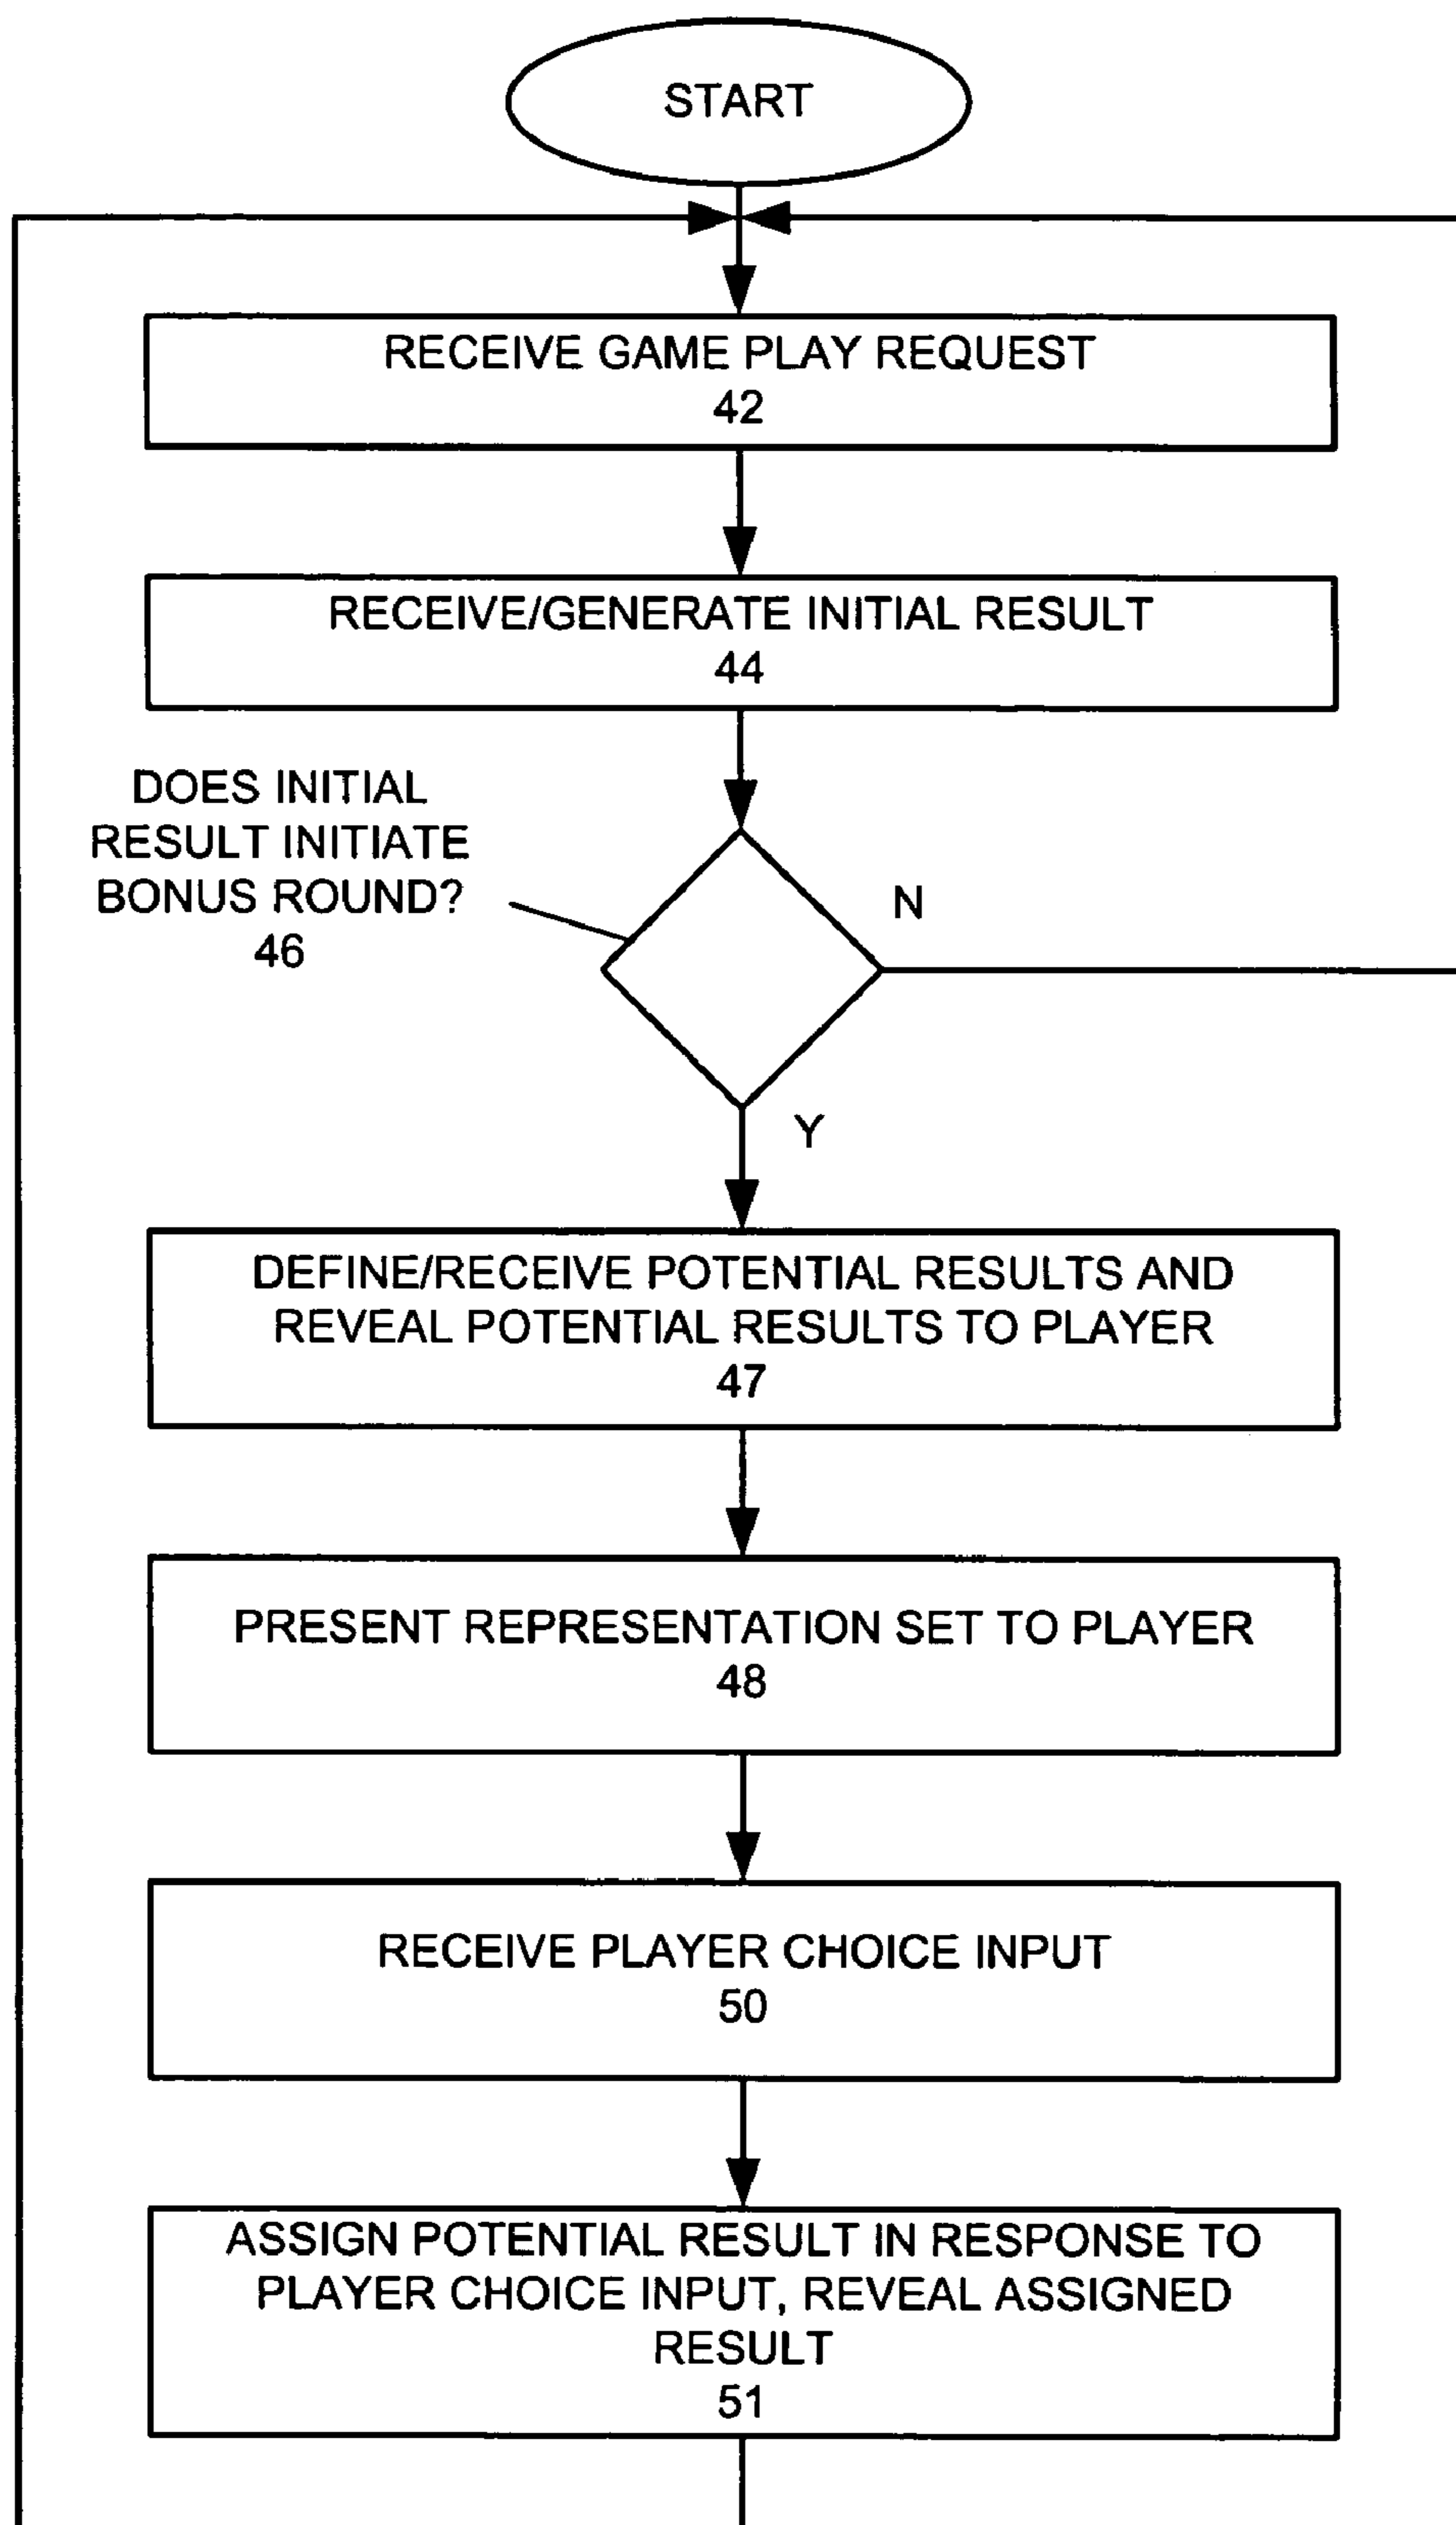 START
RECEIVE GAME PLAY REQUEST
42
RECEIVE/GENERATE INITIAL RESULT
44
DOES INITIAL
RESULT INITIATE
BONUS ROUND?
46
N
Y
DEFINE/RECEIVE POTENTIAL RESULTS AND
REVEAL POTENTIAL RESULTS TO PLAYER
47
PRESENT REPRESENTATION SET TO PLAYER
48
RECEIVE PLAYER CHOICE INPUT
50
ASSIGN POTENTIAL RESULT IN RESPONSE TO
PLAYER CHOICE INPUT, REVEAL ASSIGNED
RESULT
51